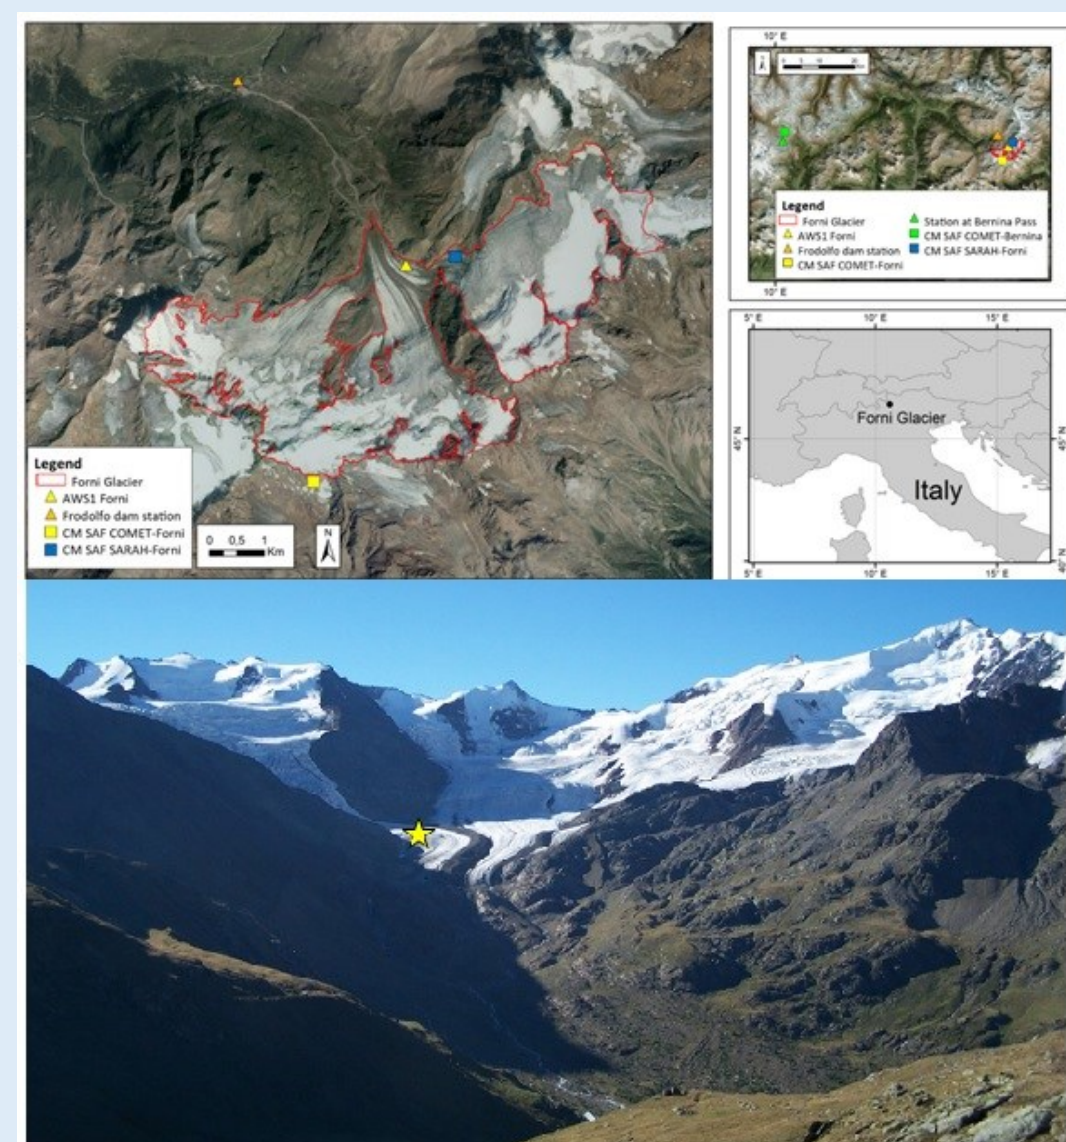 Legend
Forni Glacier
AWS1 Forni
Frodolfo dam station
CM SAF COMET-Forni
CM SAF SARAH-Forni
0 0,5 1
Km
N
10° E
N
Km
Legend
Forni Glacier
AWS1 Forni
Frodolfo dam station
CM SAF COMET-Forni
Station at Bernina Pass
CM SAF COMET-Bernina
CM SAF SARAH-Forni
10° E
5° E 10° E 15° E
Forni Glacier
45° N
45° N
Italy
40° N
5° E 10° E 15° E